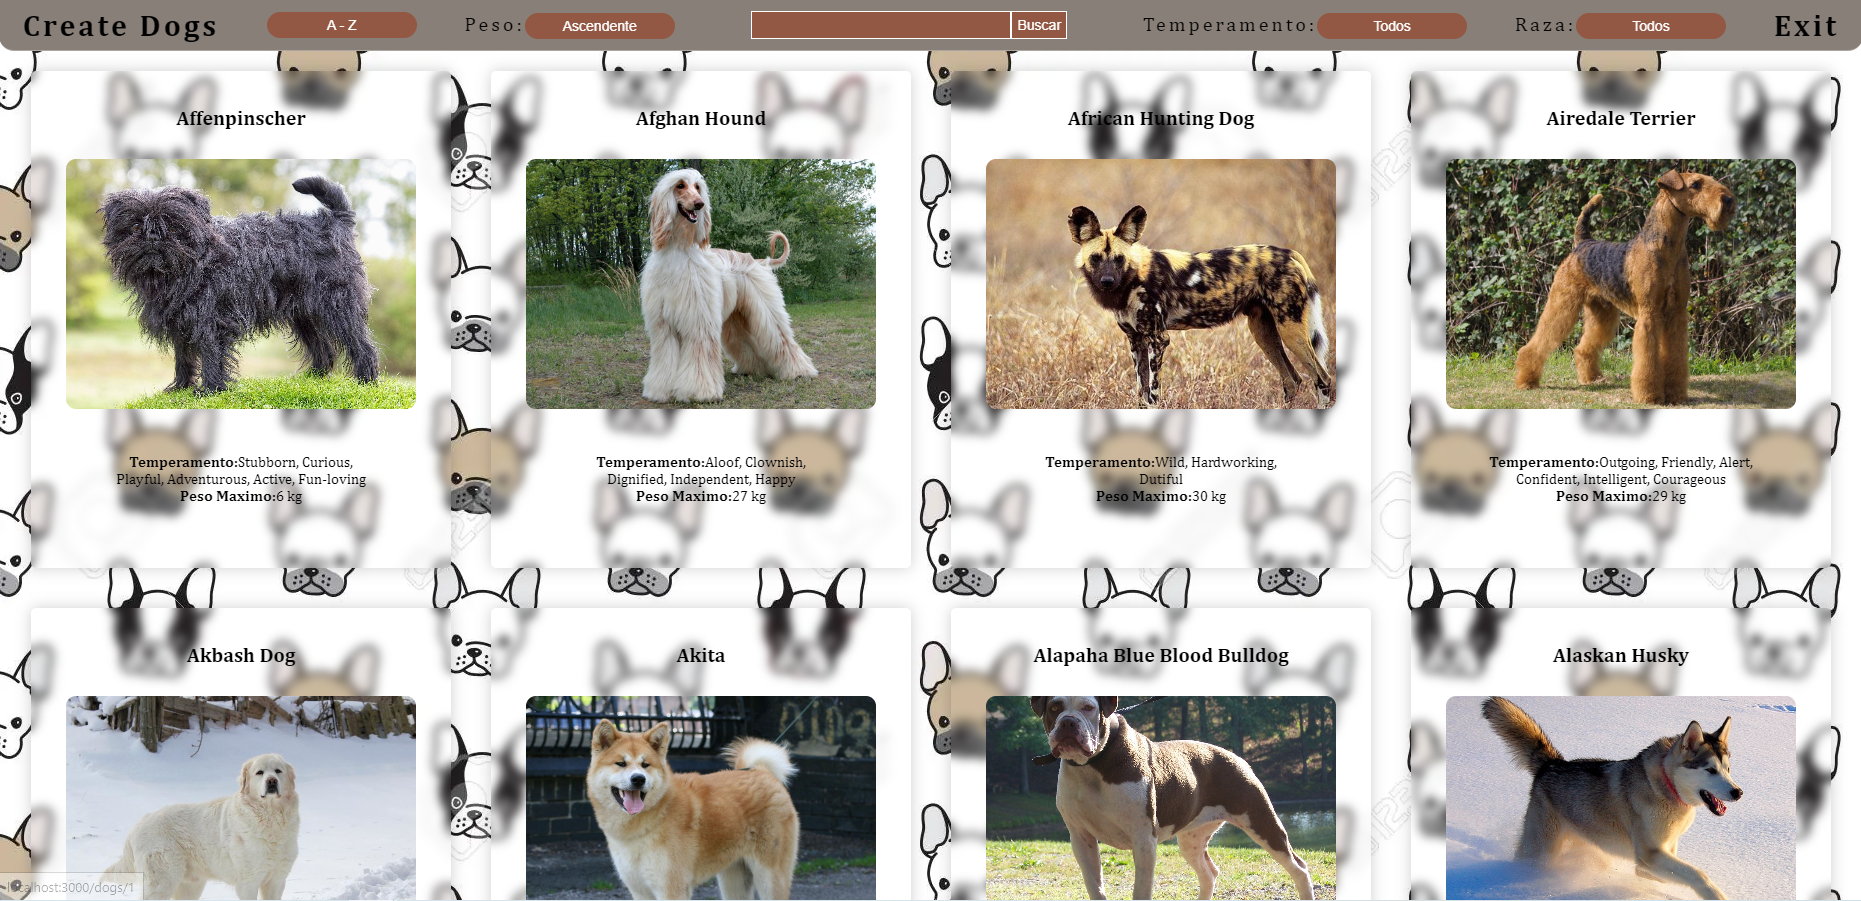 Create Dogs
A - Z
Peso:
Ascendente
Buscar
Temperamento:
Todos
Raza:
Todos
Exit
Affenpinscher
Afghan Hound
African Hunting Dog
Airedale Terrier
Temperamento:Stubborn, Curious,
Playful, Adventurous, Active, Fun-loving
Peso Maximo:6 kg
Temperamento:Aloof, Clownish,
Dignified, Independent, Happy
Peso Maximo:27 kg
Temperamento:Wild, Hardworking,
Dutiful
Peso Maximo:30 kg
Temperamento:Outgoing, Friendly, Alert,
Confident, Intelligent, Courageous
Peso Maximo:29 kg
Akbash Dog
Akita
Alapaha Blue Blood Bulldog
Alaskan Husky
localhost:3000/dogs/1